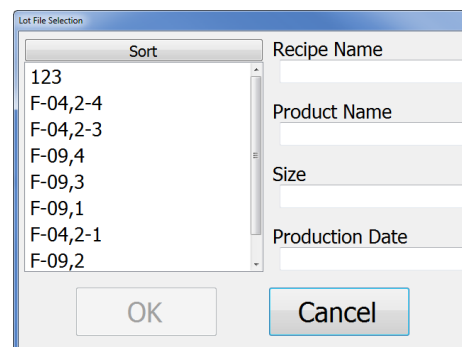 Lot File Selection
Sort
123
F-04,2-4
F-04,2-3
F-09,4
F-09,3
F-09,1
F-04,2-1
F-09,2
Recipe Name
Product Name
Size
Production Date
OK
Cancel